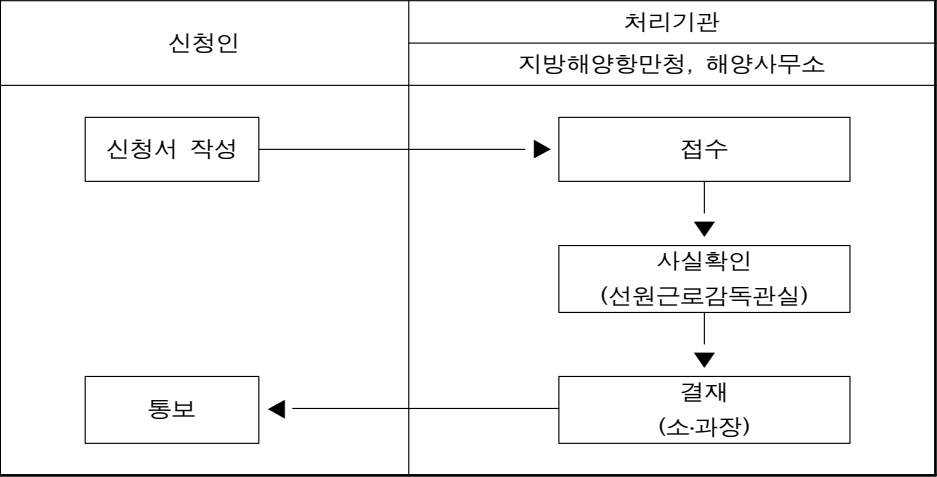 신청인
처리기관
지방해양항만청, 해양사무소
신청서 작성
접수
사실확인
(선원근로감독관실)
결재
(소·과장)
통보